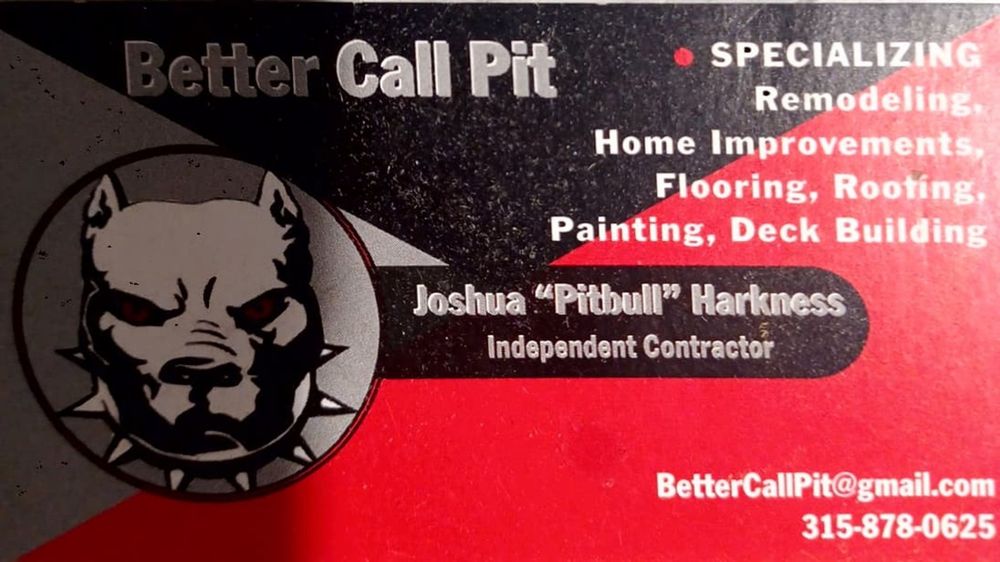 Better Call Pit
• SPECIALIZING
Remodeling,
Home Improvements,
Flooring, Roofing,
Painting, Deck Building
Joshua “Pitbull” Harkness
Independent Contractor
BetterCallPit@gmail.com
315-878-0625